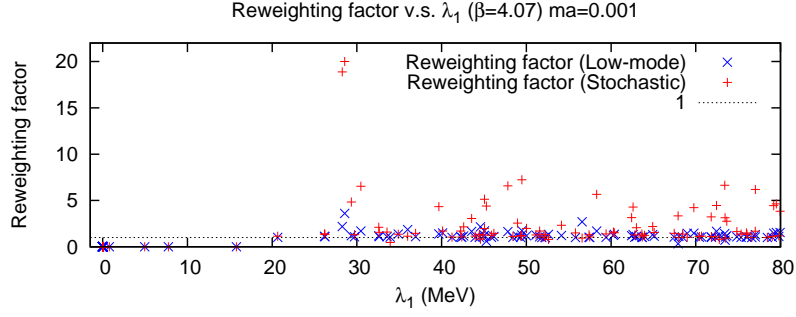 Reweighting factor v.s. λ1 (β=4.07) ma=0.001
Reweighting factor
20
15
10
5
0
Reweighting factor (Low-mode)
Reweighting factor (Stochastic)
1
0 10 20 30 40 50 60 70 80
λ1 (MeV)